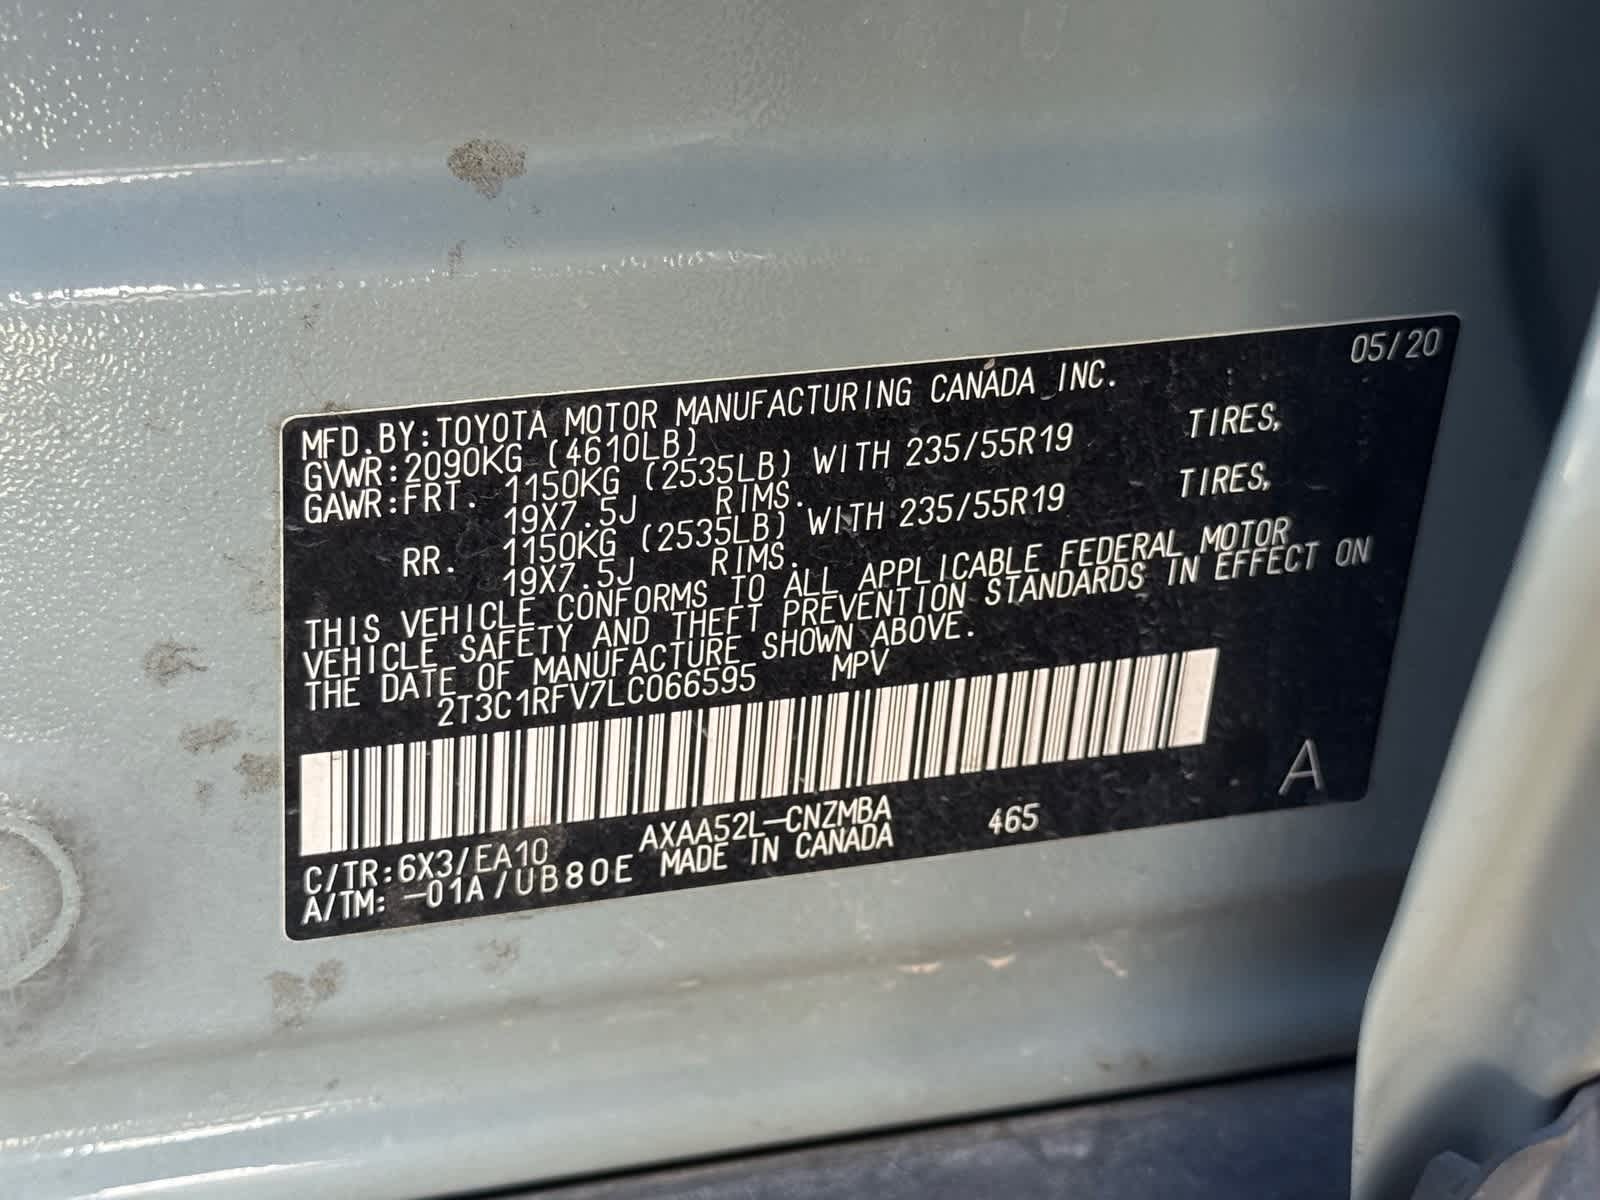 05/20
MFD.BY:TOYOTA MOTOR MANUFACTURING CANADA INC.
GVWR:2090KG (4610LB)
GAWR:FRT. 1150KG (2535LB) WITH 235/55R19 TIRES,
19X7.5J RIMS.
RR. 1150KG (2535LB) WITH 235/55R19 TIRES,
19X7.5J RIMS.
THIS VEHICLE CONFORMS TO ALL APPLICABLE FEDERAL MOTOR
VEHICLE SAFETY AND THEFT PREVENTION STANDARDS IN EFFECT ON
THE DATE OF MANUFACTURE SHOWN ABOVE.
2T3C1RFV7LC066595 MPV
A
C/TR:6X3/EA10 AXAA52L-CNZMBA 465
A/TM: -01A/UB80E MADE IN CANADA